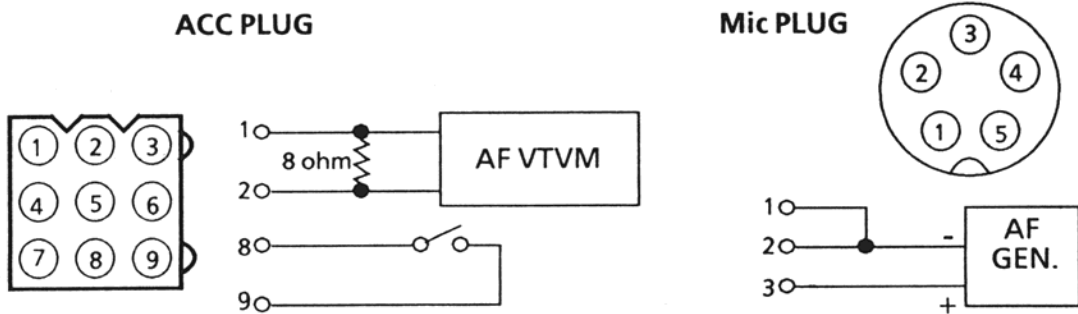 ACC PLUG
1 2 3
4 5 6
7 8 9
1
8 ohm
2
AF VTVM
8
9
Mic PLUG
3
2 4
1 5
1
2
3
-
+
AF
GEN.